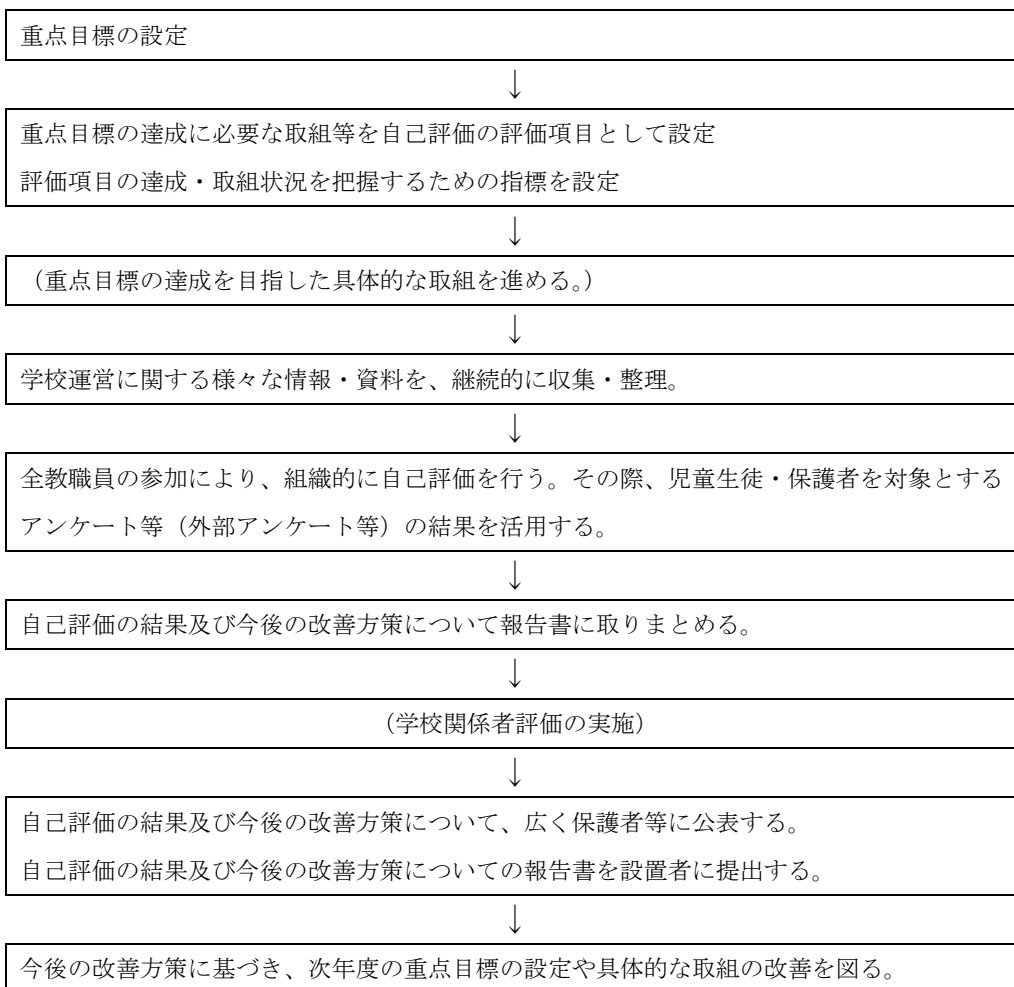 重点目標の設定
↓
重点目標の達成に必要な取組等を自己評価の評価項目として設定
評価項目の達成・取組状況を把握するための指標を設定
↓
（重点目標の達成を目指した具体的な取組を進める。）
↓
学校運営に関する様々な情報・資料を、継続的に収集・整理。
↓
全教職員の参加により、組織的に自己評価を行う。その際、児童生徒・保護者を対象とする
アンケート等（外部アンケート等）の結果を活用する。
↓
自己評価の結果及び今後の改善方策について報告書に取りまとめる。
↓
（学校関係者評価の実施）
↓
自己評価の結果及び今後の改善方策について、広く保護者等に公表する。
自己評価の結果及び今後の改善方策についての報告書を設置者に提出する。
↓
今後の改善方策に基づき、次年度の重点目標の設定や具体的な取組の改善を図る。